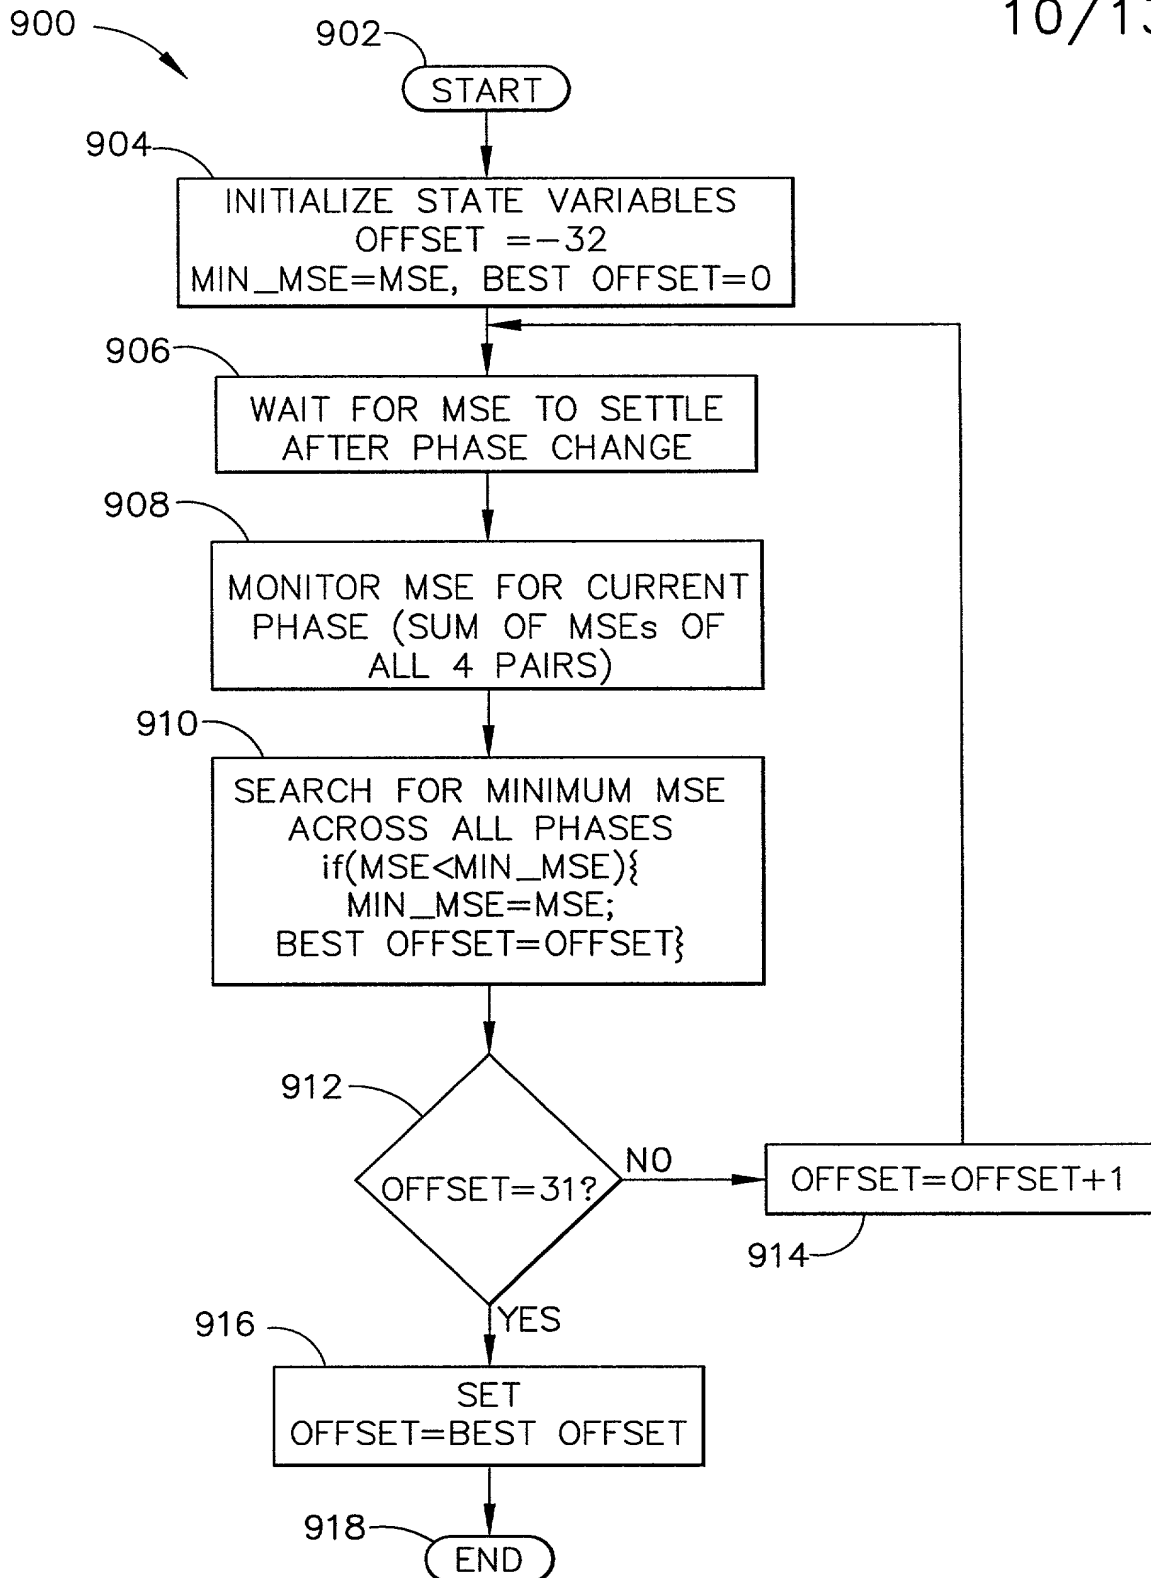 900
10/13
902
START
904
INITIALIZE STATE VARIABLES
OFFSET =-32
MIN_MSE=MSE, BEST OFFSET=0
906
WAIT FOR MSE TO SETTLE
AFTER PHASE CHANGE
908
MONITOR MSE FOR CURRENT
PHASE (SUM OF MSEs OF
ALL 4 PAIRS)
910
SEARCH FOR MINIMUM MSE
ACROSS ALL PHASES
if(MSE<MIN_MSE){
MIN_MSE=MSE;
BEST OFFSET=OFFSET}
912
OFFSET=31?
NO
OFFSET=OFFSET+1
914
YES
916
SET
OFFSET=BEST OFFSET
918
END